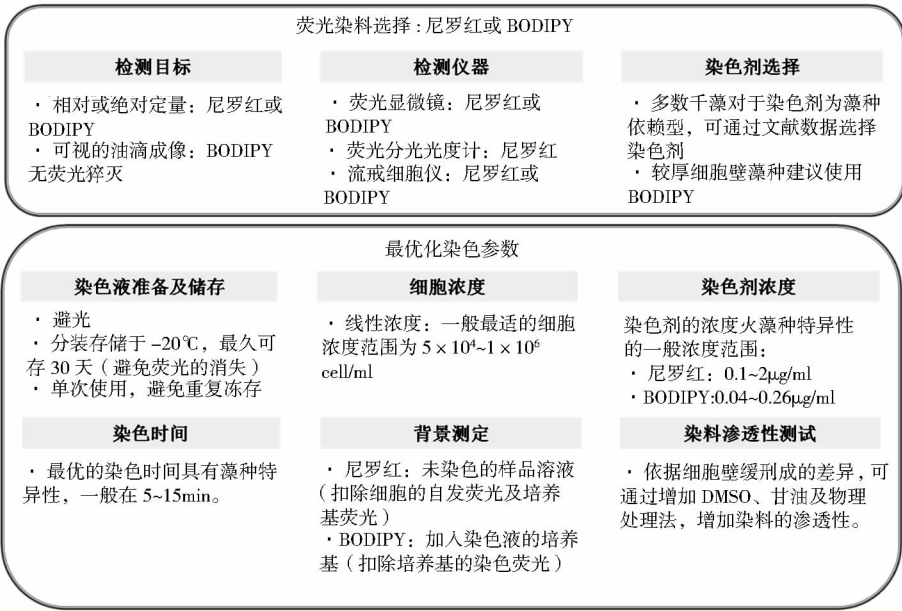 荧光染料选择：尼罗红或 BODIPY
检测目标
· 相对或绝对定量：尼罗红或
BODIPY
· 可视的油滴成像：BODIPY
无荧光猝灭
检测仪器
· 荧光显微镜：尼罗红或
BODIPY
· 荧光分光光度计：尼罗红
· 流戒细胞仪：尼罗红或
BODIPY
染色剂选择
· 多数千藻对于染色剂为藻种
依赖型，可通过文献数据选择
染色剂
· 较厚细胞壁藻种建议使用
BODIPY
最优化染色参数
染色液准备及储存
· 避光
· 分装存储于 –20℃，最久可
存 30 天（避免荧光的消失）
· 单次使用，避免重复冻存
细胞浓度
· 线性浓度：一般最适的细胞
浓度范围为 5 × 10⁴~1 × 10⁶
cell/ml
染色剂浓度
染色剂的浓度火藻种特异性
的一般浓度范围：
· 尼罗红：0.1~2μg/ml
· BODIPY:0.04~0.26μg/ml
染色时间
· 最优的染色时间具有藻种特
异性，一般在 5~15min。
背景测定
· 尼罗红：未染色的样品溶液
（扣除细胞的自发荧光及培养
基荧光）
· BODIPY：加入染色液的培养
基（扣除培养基的染色荧光）
染料渗透性测试
· 依据细胞壁缓刑成的差异，可
通过增加 DMSO、甘油及物理
处理法，增加染料的渗透性。